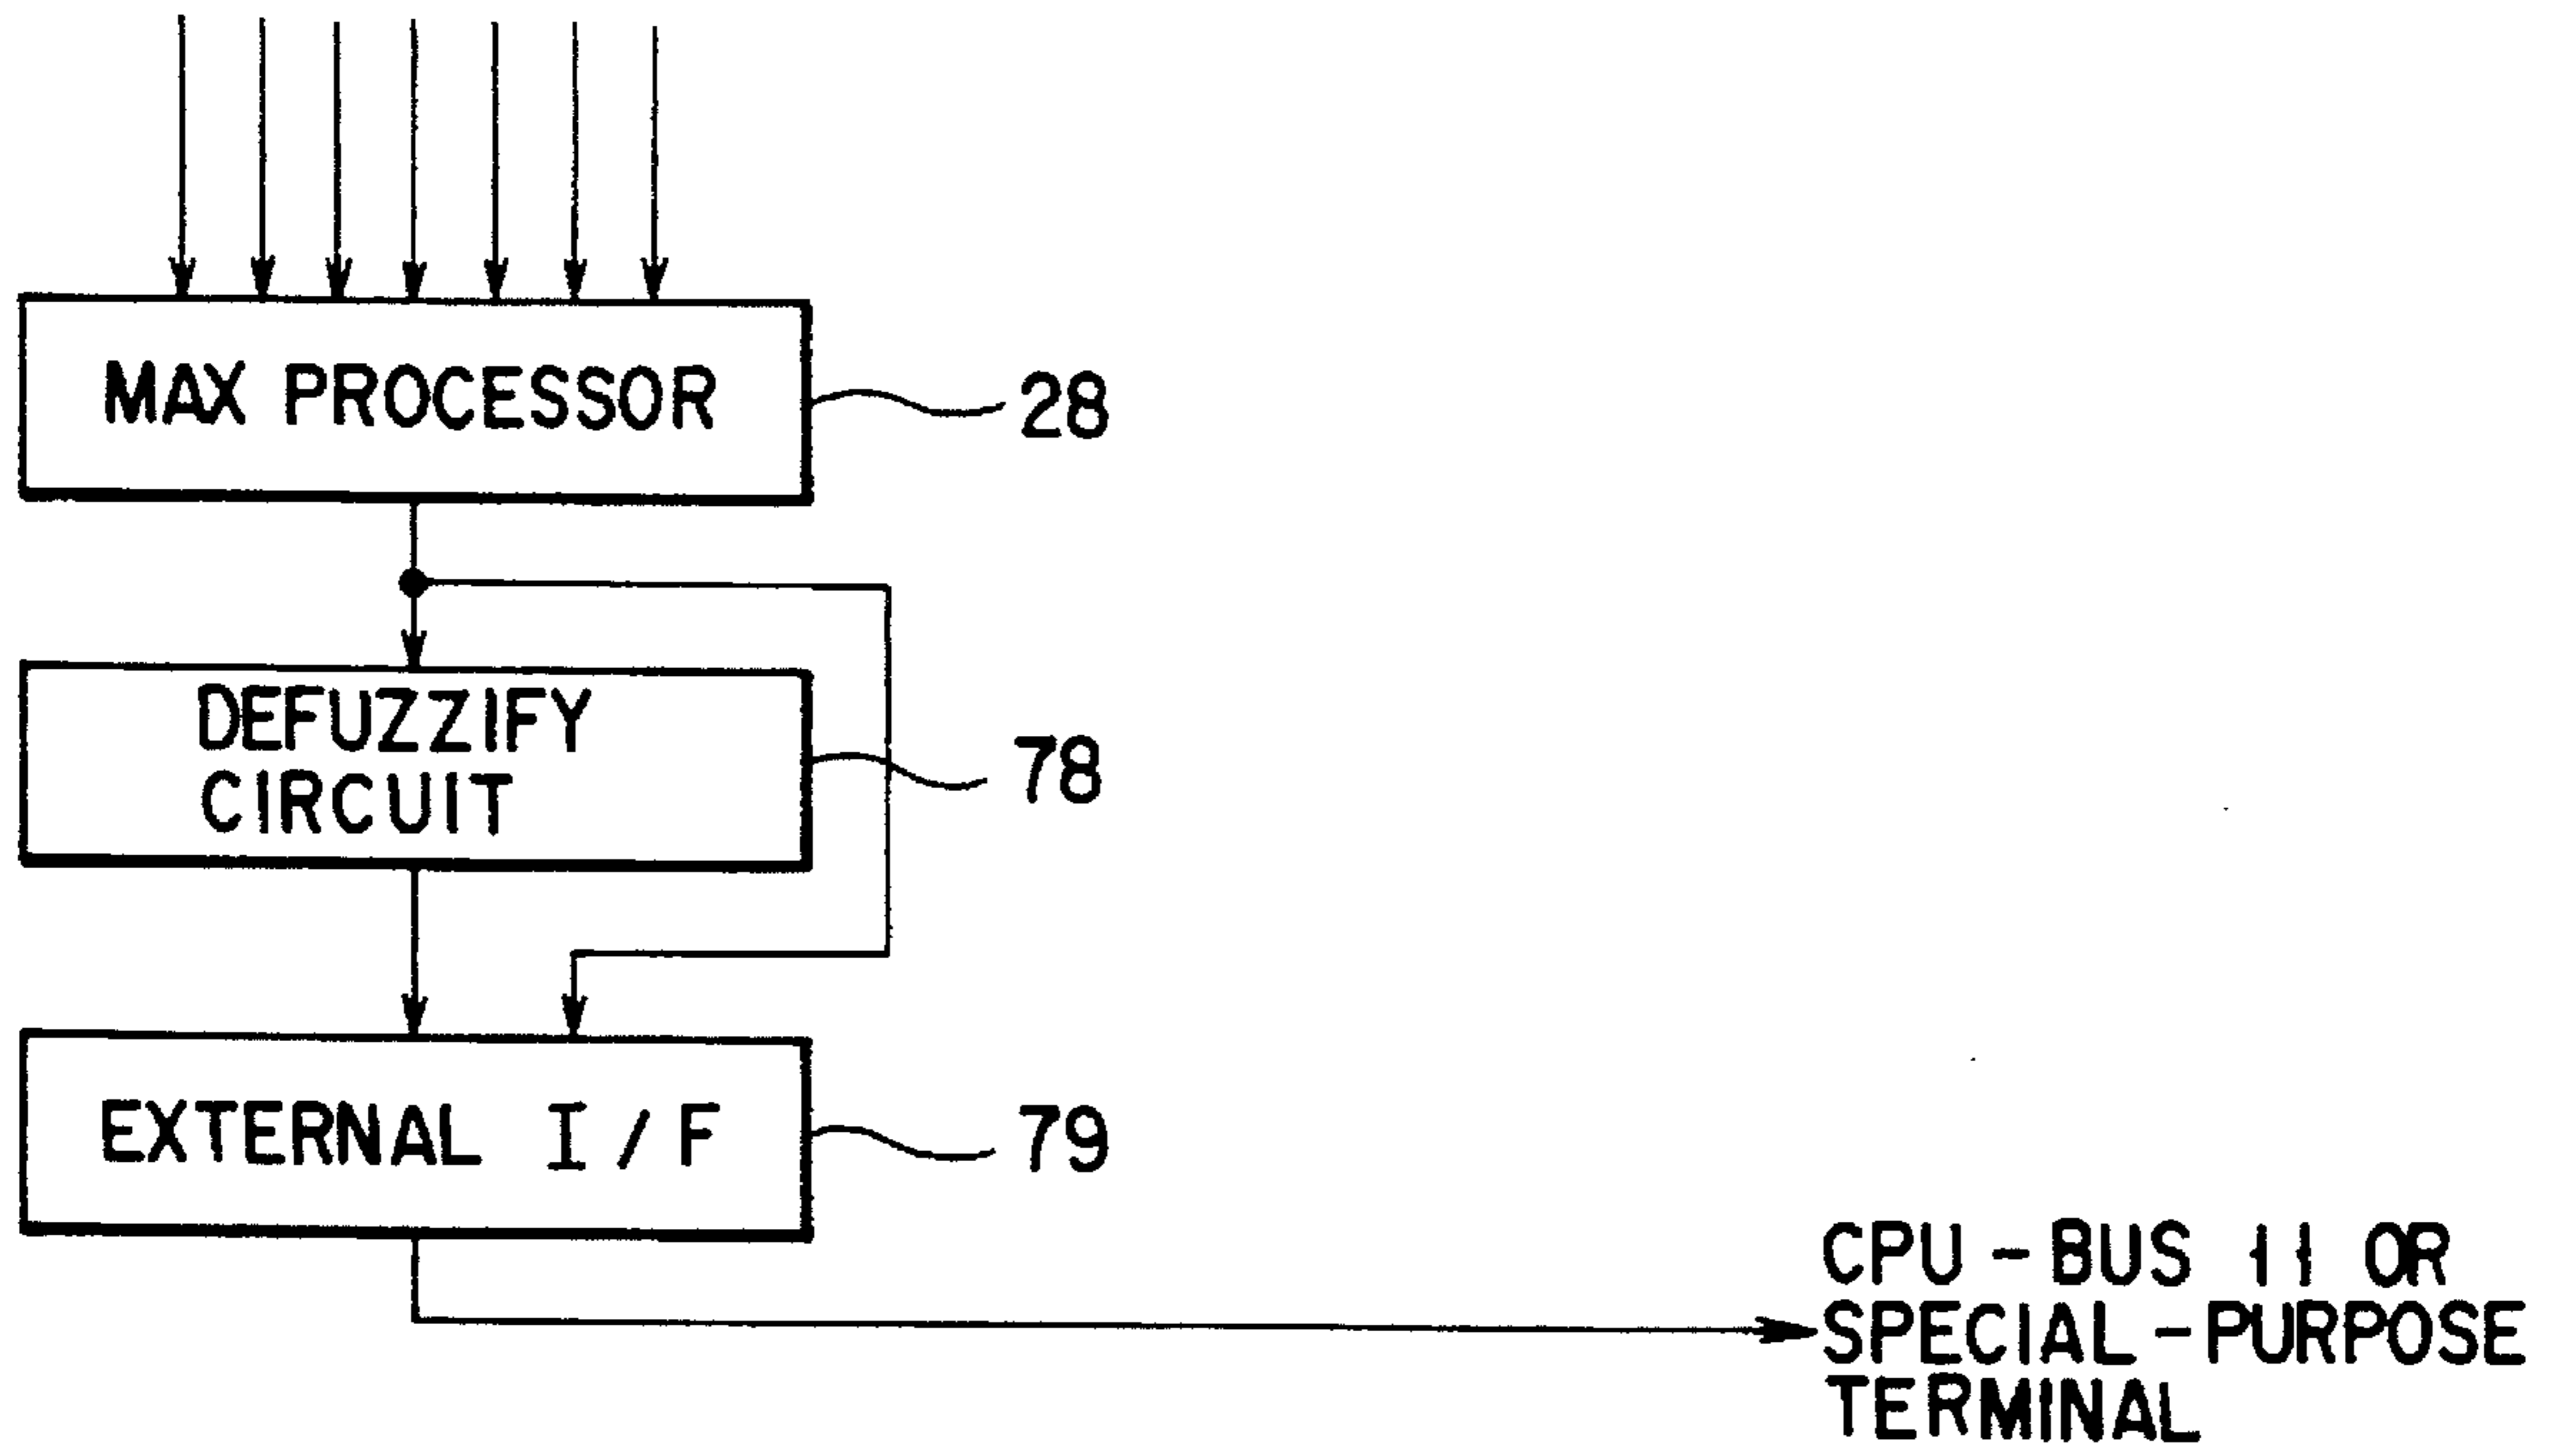 MAX PROCESSOR
28
DEFUZZIFY
CIRCUIT
78
EXTERNAL I/F
79
CPU-BUS 11 OR
SPECIAL-PURPOSE
TERMINAL